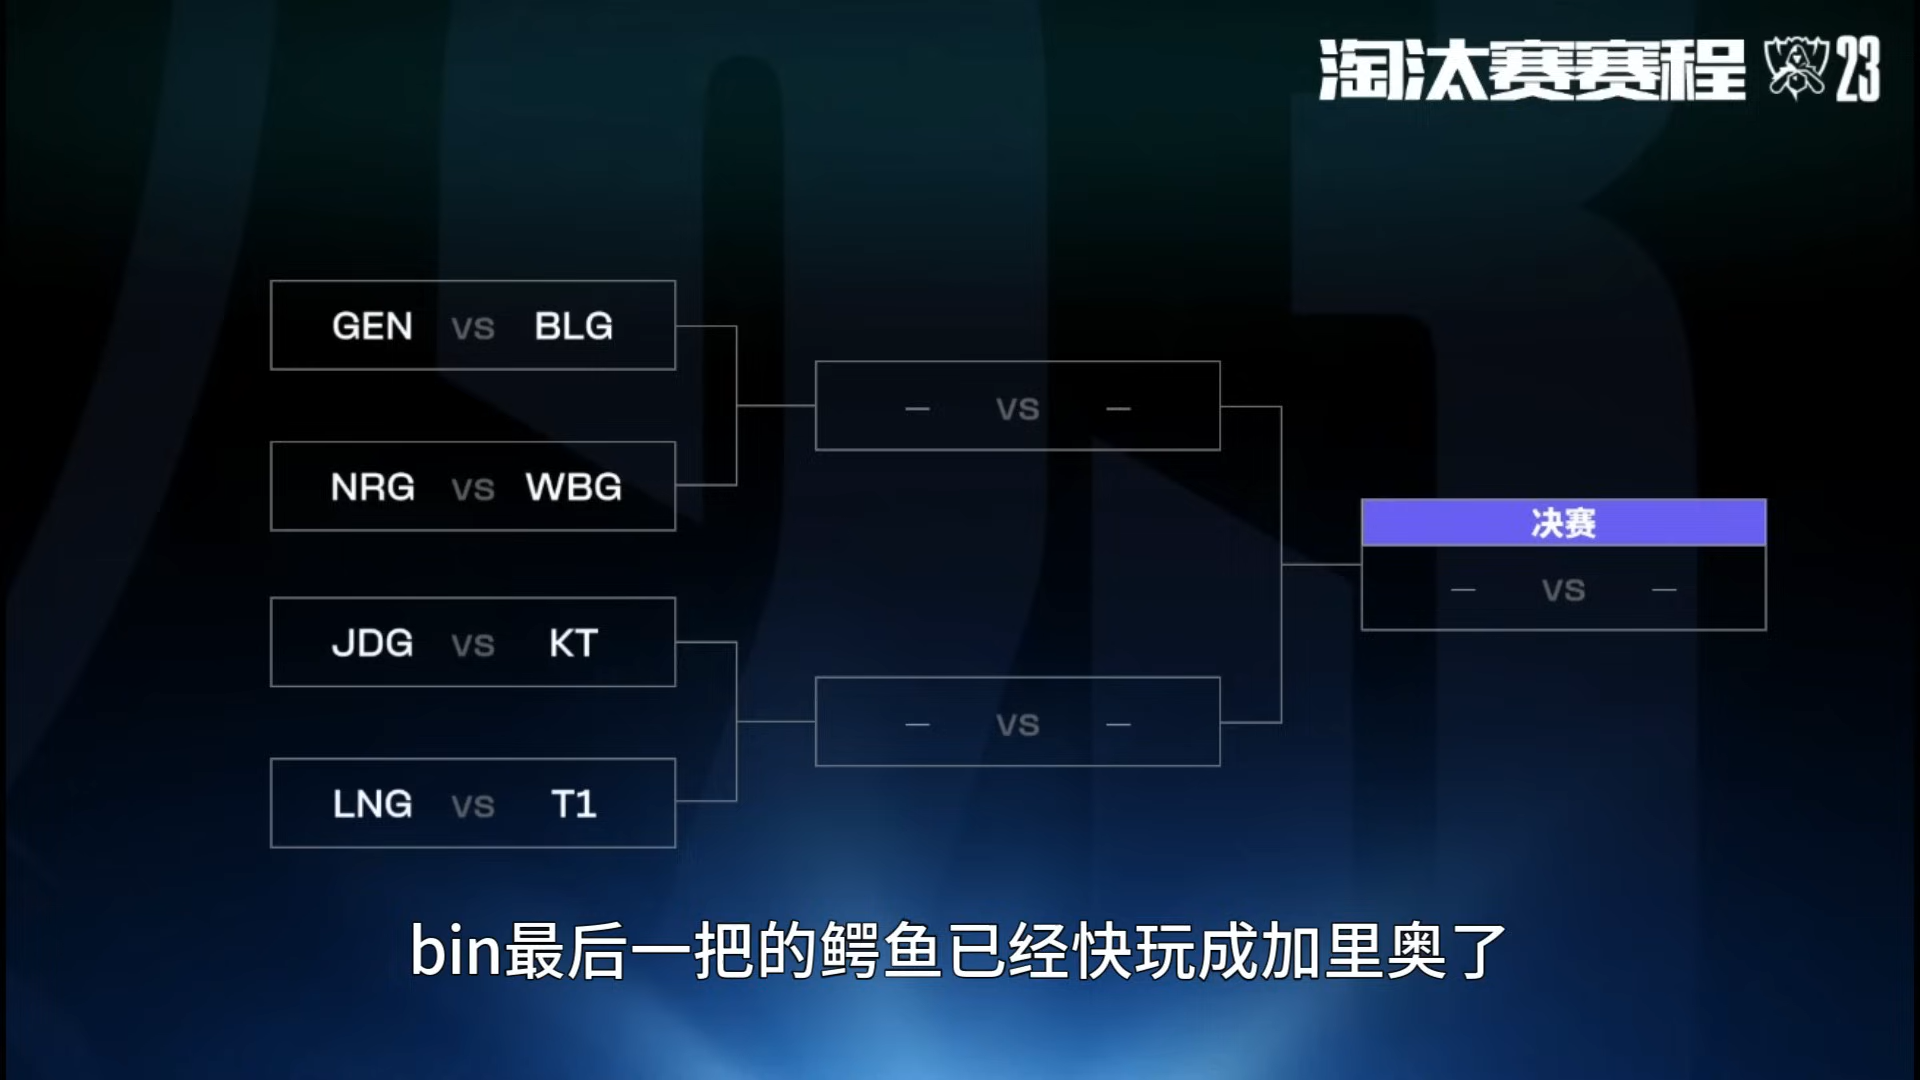 淘汰赛赛程 23
GEN VS BLG
NRG VS WBG
JDG VS KT
LNG VS T1
— VS —
— VS —
决赛
— VS —
bin最后一把的鳄鱼已经快玩成加里奥了